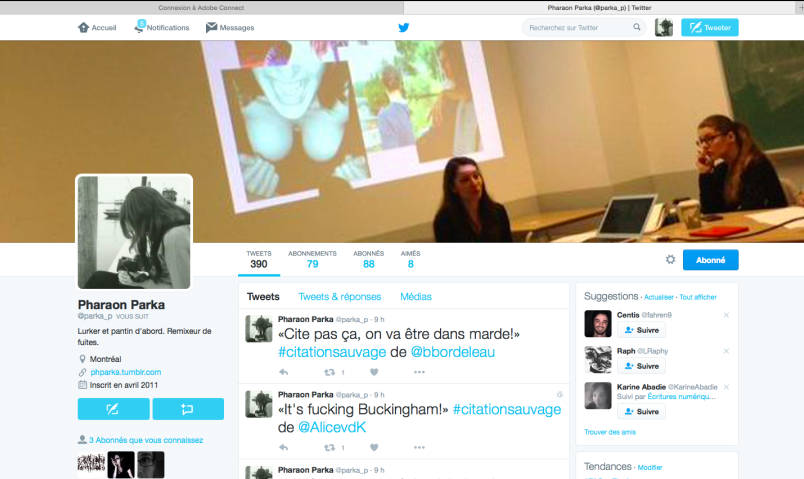 Connexion à Adobe Connect
Pharaon Parka (@parka_p) | Twitter
Accueil
5
Notifications
Messages
Recherchez sur Twitter
Tweeter
TWEETS
390
ABONNEMENTS
79
ABONNÉS
88
AIMÉS
8
Abonné
Pharaon Parka
@parka_p VOUS SUIT
Lurker et pantin d'abord. Remixeur de
fuites.
Montréal
phparka.tumblr.com
Inscrit en avril 2011
3 Abonnés que vous connaissez
Tweets Tweets & réponses Médias
Pharaon Parka @parka_p · 9 h
«Cite pas ça, on va être dans marde!»
#citationsauvage de @bbordeleau
1
Pharaon Parka @parka_p · 9 h
«It's fucking Buckingham!» #citationsauvage
de @AlicevdK
1
Pharaon Parka @parka_p · 9 h
Suggestions · Actualiser · Tout afficher
Centis @fahren9
Suivre
Raph @LRaphy
Suivre
Karine Abadie @KarineAbadie
Suivi par Écritures numériqu...
Suivre
Trouver des amis
Tendances · Modifier